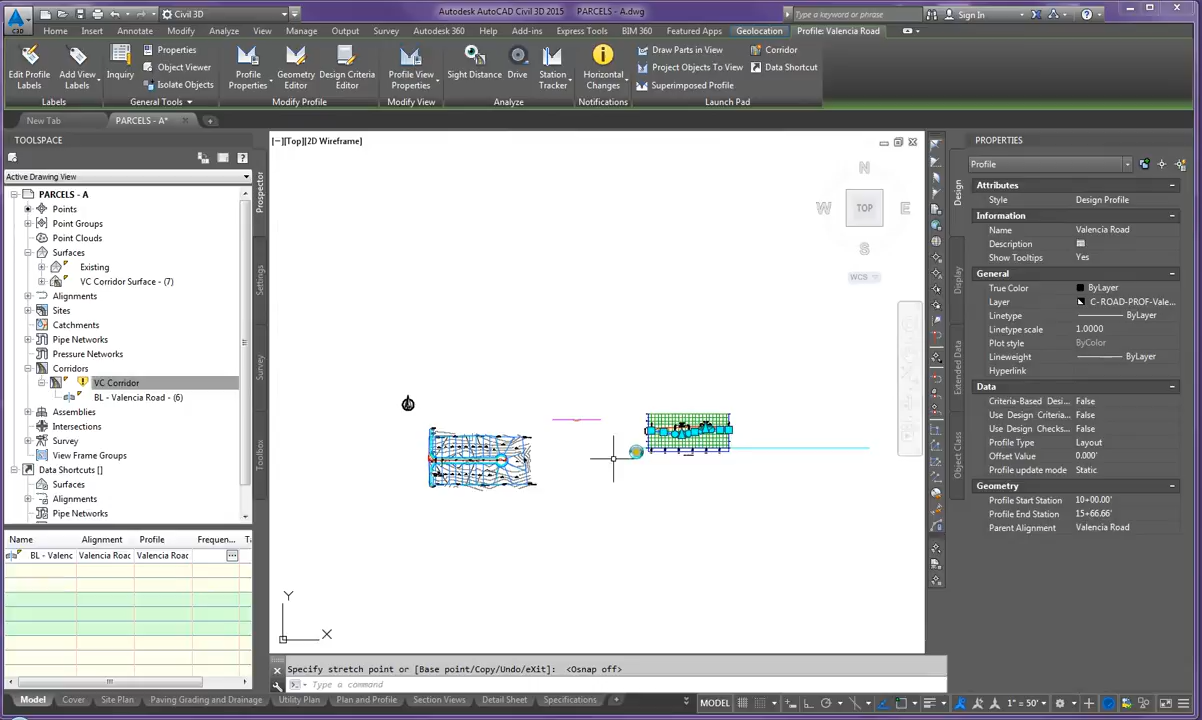 Autodesk AutoCAD Civil 3D 2015 PARCELS - A.dwg
Civil 3D
Type a keyword or phrase
Sign In
C3D
Home Insert Annotate Modify Analyze View Manage Output Survey Autodesk 360 Help Add-ins Express Tools BIM 360 Featured Apps Geolocation Profile: Valencia Road
Edit Profile Labels
Add View Labels
Labels
Inquiry
Properties
Object Viewer
Isolate Objects
General Tools
Profile Properties
Geometry Editor
Design Criteria Editor
Modify Profile
Profile View Properties
Modify View
Sight Distance
Drive
Station Tracker
Analyze
Horizontal Changes
Notifications
Draw Parts in View
Project Objects To View
Superimposed Profile
Corridor
Data Shortcut
Launch Pad
New Tab PARCELS - A*
TOOLSPACE
Active Drawing View
PARCELS - A
Points
Point Groups
Point Clouds
Surfaces
Existing
VC Corridor Surface - (7)
Alignments
Sites
Catchments
Pipe Networks
Pressure Networks
Corridors
VC Corridor
BL - Valencia Road - (6)
Assemblies
Intersections
Survey
View Frame Groups
Data Shortcuts []
Surfaces
Alignments
Pipe Networks
Prospector
Settings
Survey
Toolbox
Name Alignment Profile Frequen...
BL - Valenc Valencia Roac Valencia Roac ...
[−][Top][2D Wireframe]
N
W TOP E
S
WCS
Y
X
Specify stretch point or [Base point/Copy/Undo/eXit]: <Osnap off>
Type a command
PROPERTIES
Profile
Design
Display
Extended Data
Object Class
Attributes
Style Design Profile
Information
Name Valencia Road
Description
Show Tooltips Yes
General
True Color ByLayer
Layer C-ROAD-PROF-Vale...
Linetype ByLayer
Linetype scale 1.0000
Plot style ByColor
Lineweight ByLayer
Hyperlink
Data
Criteria-Based Desi... False
Use Design Criteria... False
Use Design Checks... False
Profile Type Layout
Offset Value 0.000'
Profile update mode Static
Geometry
Profile Start Station 10+00.00'
Profile End Station 15+66.66'
Parent Alignment Valencia Road
Model Cover Site Plan Paving Grading and Drainage Utility Plan Plan and Profile Section Views Detail Sheet Specifications
MODEL 1" = 50'